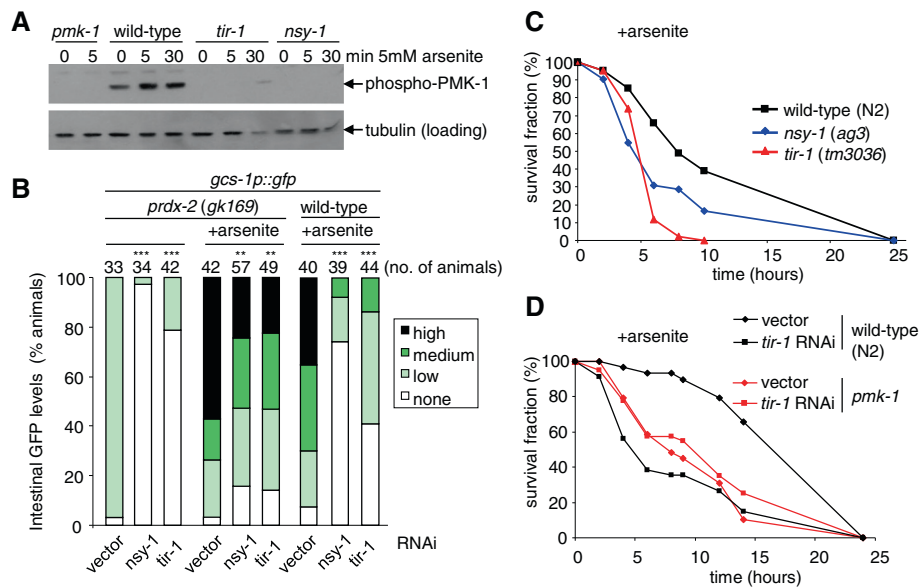 A
pmk-1 wild-type tir-1 nsy-1
0 5 0 5 30 0 5 30 0 5 30 min 5mM arsenite
phospho-PMK-1
tubulin (loading)
B
gcs-1p::gfp
prdx-2 (gk169) wild-type
+arsenite +arsenite
*** *** ** ** *** ***
33 34 42 42 57 49 40 39 44 (no. of animals)
Intestinal GFP levels (% animals)
100
80
60
40
20
0
high
medium
low
none
vector nsy-1 tir-1 vector nsy-1 tir-1 vector nsy-1 tir-1 RNAi
C
+arsenite
survival fraction (%)
100
90
80
70
60
50
40
30
20
10
0
wild-type (N2)
nsy-1 (ag3)
tir-1 (tm3036)
0 5 10 15 20 25
time (hours)
D
+arsenite
survival fraction (%)
100
80
60
40
20
0
vector
tir-1 RNAi
wild-type
(N2)
vector
tir-1 RNAi
pmk-1
0 5 10 15 20 25
time (hours)